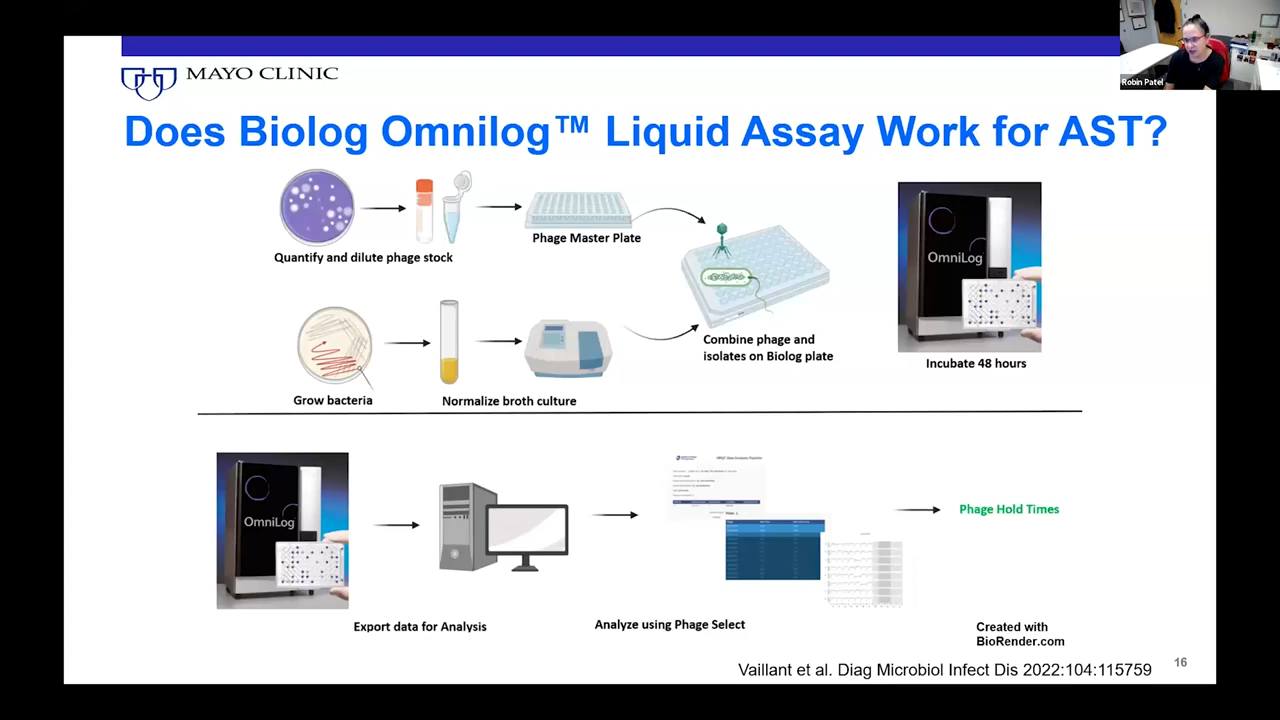 Robin Patel
MAYO CLINIC
Does Biolog Omnilog™ Liquid Assay Work for AST?
Quantify and dilute phage stock
Phage Master Plate
OmniLog
Combine phage and
isolates on Biolog plate
Incubate 48 hours
Grow bacteria
Normalize broth culture
OmniLog
Phage Hold Times
Export data for Analysis
Analyze using Phage Select
Created with
BioRender.com
Vaillant et al. Diag Microbiol Infect Dis 2022:104:115759
16